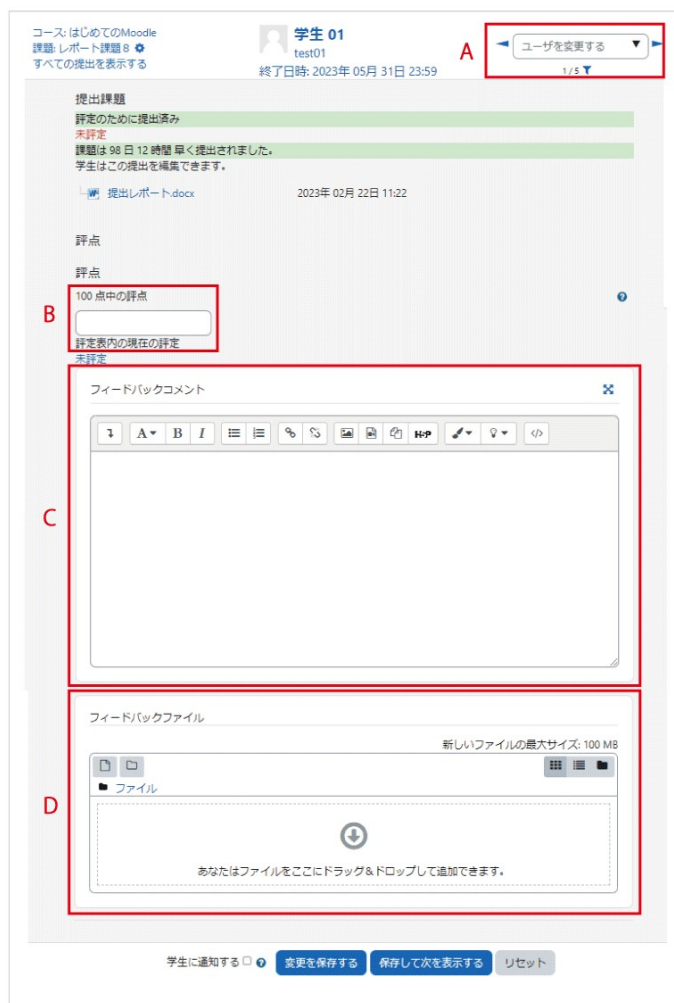 コース: はじめてのMoodle
課題: レポート課題 8
すべての提出を表示する
学生 01
test01
終了日時: 2023年 05月 31日 23:59
A
ユーザを変更する
1/5
提出課題
評定のために提出済み
未評定
課題は 98 日 12 時間 早く提出されました。
学生はこの提出を編集できます。
提出レポート.docx 2023年 02月 22日 11:22
評点
評点
B
100 点中の評点
評定表内の現在の評定
未評定
C
フィードバックコメント
A B I H5P </>
D
フィードバックファイル
新しいファイルの最大サイズ: 100 MB
ファイル
あなたはファイルをここにドラッグ&ドロップして追加できます。
学生に通知する 変更を保存する 保存して次を表示する リセット